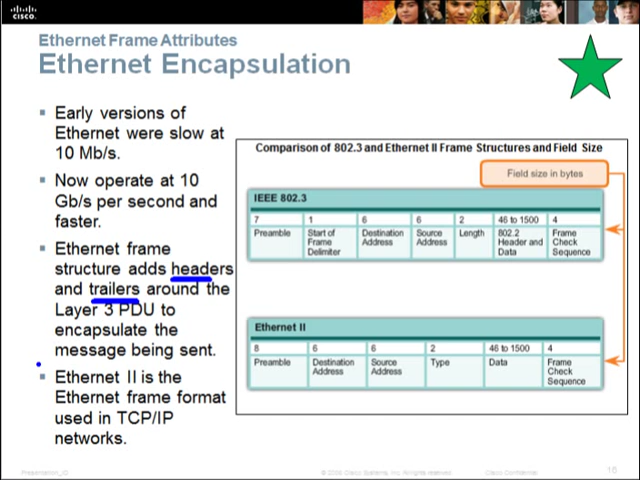 CISCO
Ethernet Frame Attributes
Ethernet Encapsulation
Early versions of
Ethernet were slow at
10 Mb/s.
Now operate at 10
Gb/s per second and
faster.
Ethernet frame
structure adds headers
and trailers around the
Layer 3 PDU to
encapsulate the
message being sent.
Ethernet II is the
Ethernet frame format
used in TCP/IP
networks.
Comparison of 802.3 and Ethernet II Frame Structures and Field Size
Field size in bytes
IEEE 802.3
7 1 6 6 2 46 to 1500 4
Preamble Start of Destination Source Length 802.2 Frame
Frame Address Address Header and Check
Delimiter Data Sequence
Ethernet II
8 6 6 2 46 to 1500 4
Preamble Destination Source Type Data Frame
Address Address Check
Sequence
Presentation_ID
Cisco Systems, Inc. All rights reserved.
Cisco Confidential
16